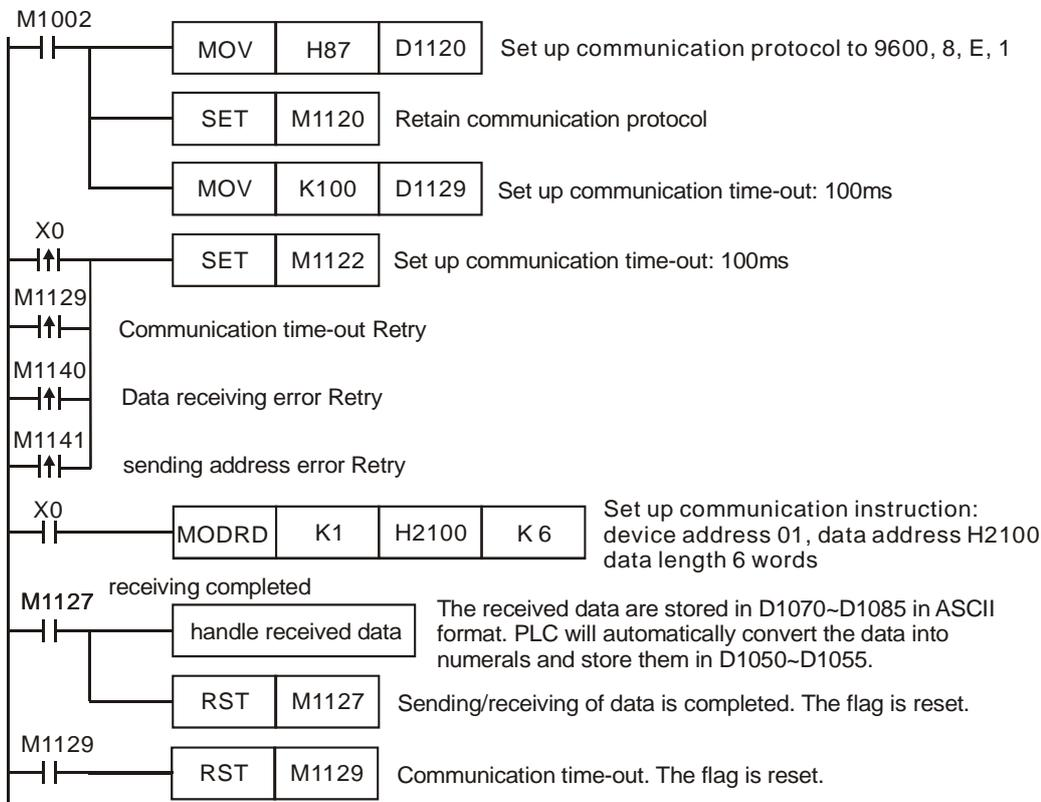 M1002
MOV H87 D1120 Set up communication protocol to 9600, 8, E, 1
SET M1120 Retain communication protocol
MOV K100 D1129 Set up communication time-out: 100ms
X0
SET M1122 Set up communication time-out: 100ms
M1129
Communication time-out Retry
M1140
Data receiving error Retry
M1141
sending address error Retry
X0
MODRD K1 H2100 K 6
Set up communication instruction:
device address 01, data address H2100
data length 6 words
receiving completed
M1127
handle received data
The received data are stored in D1070~D1085 in ASCII
format. PLC will automatically convert the data into
numerals and store them in D1050~D1055.
RST M1127 Sending/receiving of data is completed. The flag is reset.
M1129
RST M1129 Communication time-out. The flag is reset.